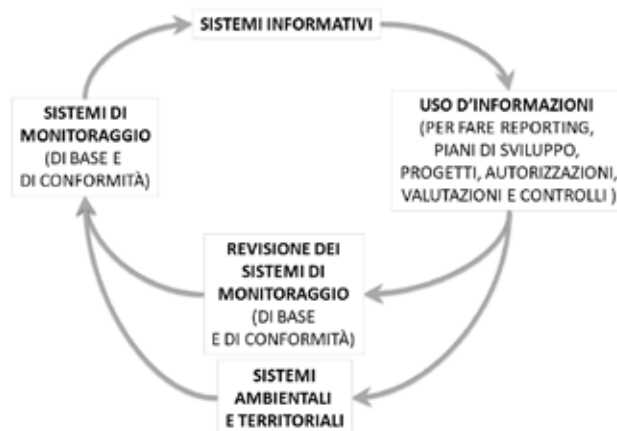 SISTEMI INFORMATIVI
SISTEMI DI
MONITORAGGIO
(DI BASE E
DI CONFORMITÀ)
USO D'INFORMAZIONI
(PER FARE REPORTING,
PIANI DI SVILUPPO,
PROGETTI, AUTORIZZAZIONI,
VALUTAZIONI E CONTROLLI )
REVISIONE DEI
SISTEMI DI
MONITORAGGIO
(DI BASE
E DI CONFORMITÀ)
SISTEMI
AMBIENTALI
E TERRITORIALI